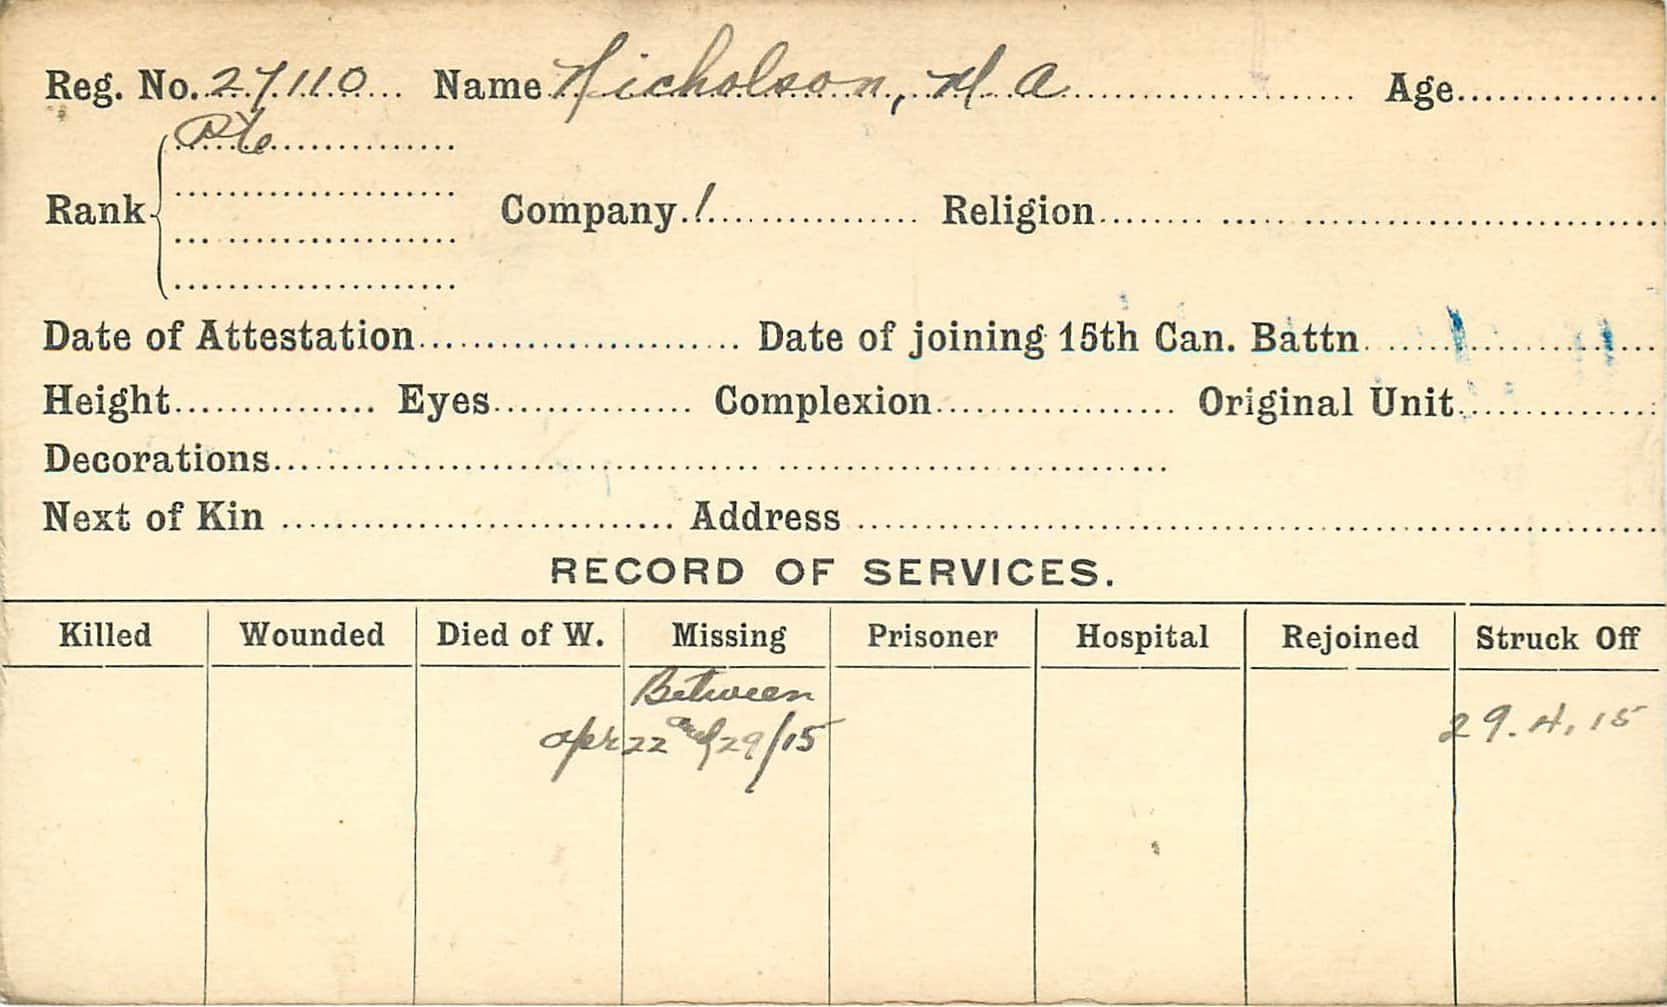 Reg. No. 27110 Name Nicholson, M. A Age
Pte
Rank Company 1 Religion
Date of Attestation Date of joining 15th Can. Battn
Height Eyes Complexion Original Unit
Decorations
Next of Kin Address
RECORD OF SERVICES.
Killed Wounded Died of W. Missing Prisoner Hospital Rejoined Struck Off
Between
Apr 22 and 29/15 29.4.15